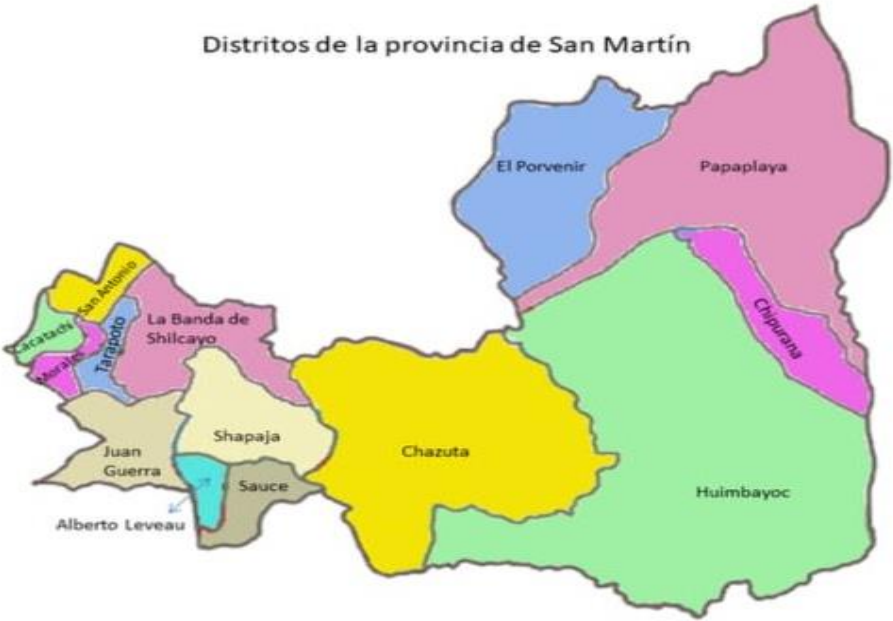 Distritos de la provincia de San Martín
El Porvenir
Papaplaya
San Antonio
La Banda de
Shilcayo
Cacatachi
Tarapoto
Morales
Chipurana
Shapaja
Juan
Guerra
Chazuta
Sauce
Huimbayoc
Alberto Leveau